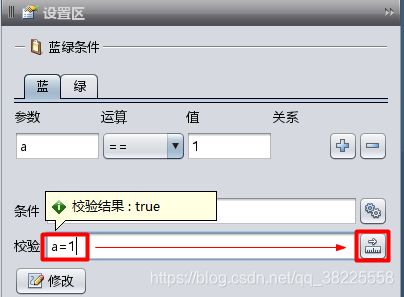 设置区
蓝绿条件
蓝 绿
参数 运算 值 关系
a == 1
校验结果：true
条件
校验 a=1
修改
https://blog.csdn.net/qq_38225558